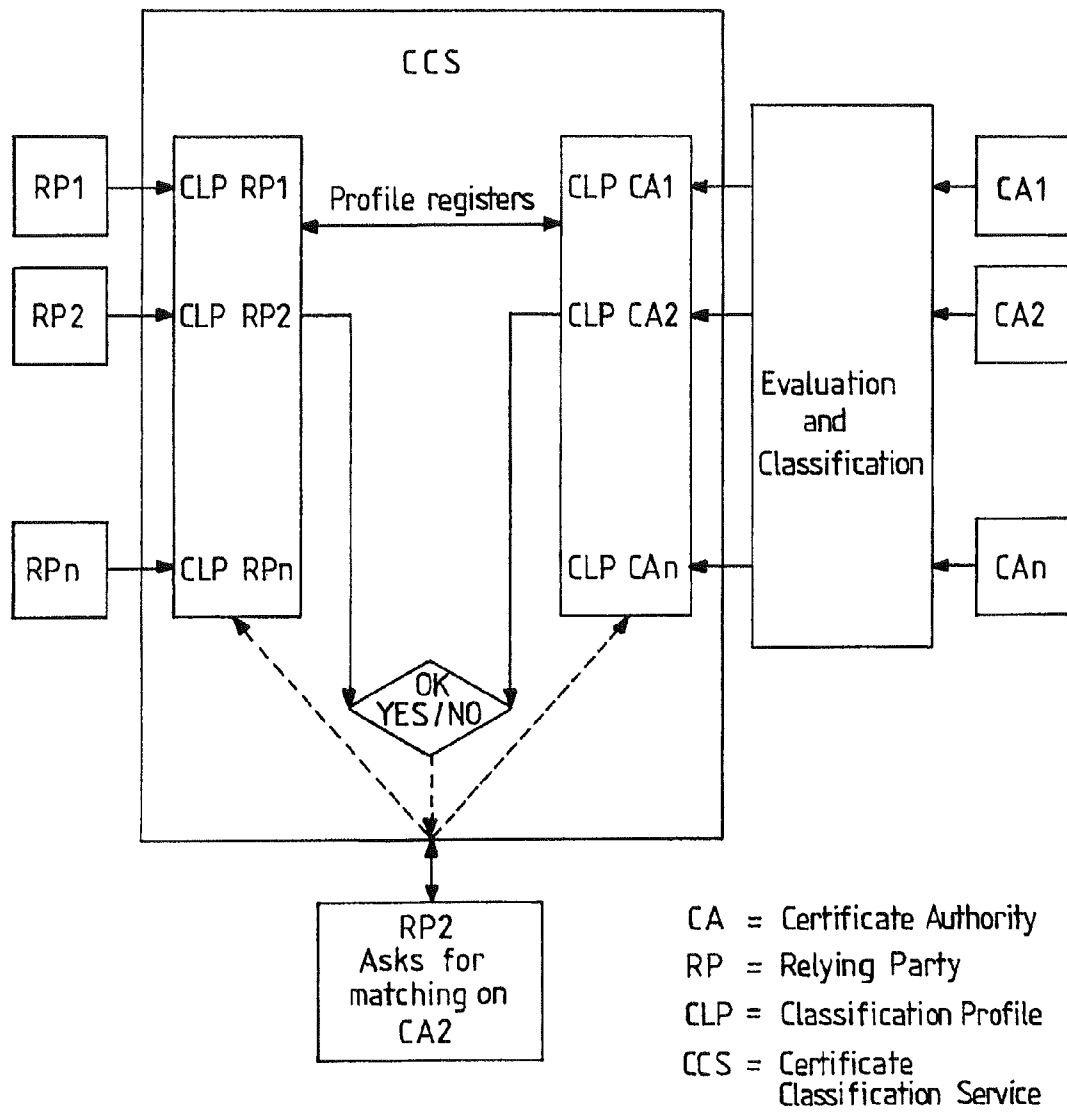 CCS
RP1
CLP RP1
Profile registers
CLP CA1
CA1
RP2
CLP RP2
CLP CA2
CA2
Evaluation
and
Classification
RPn
CLP RPn
CLP CAn
CAn
OK
YES/NO
RP2
Asks for
matching on
CA2
CA = Certificate Authority
RP = Relying Party
CLP = Classification Profile
CCS = Certificate
Classification Service